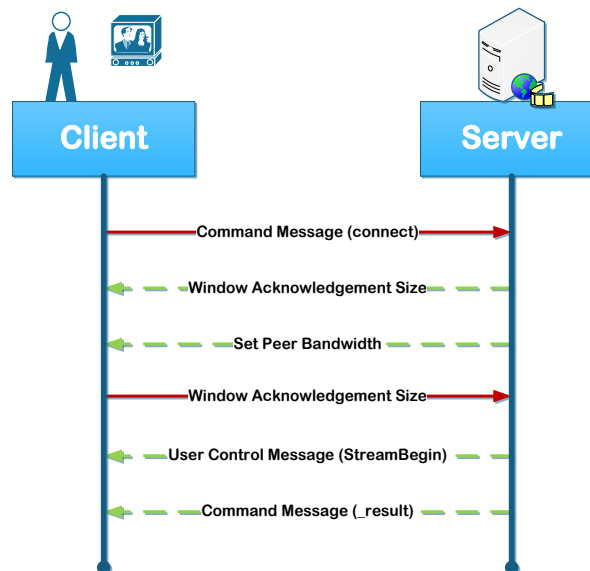 Client
Server
Command Message (connect)
Window Acknowledgement Size
Set Peer Bandwidth
Window Acknowledgement Size
User Control Message (StreamBegin)
Command Message (_result)